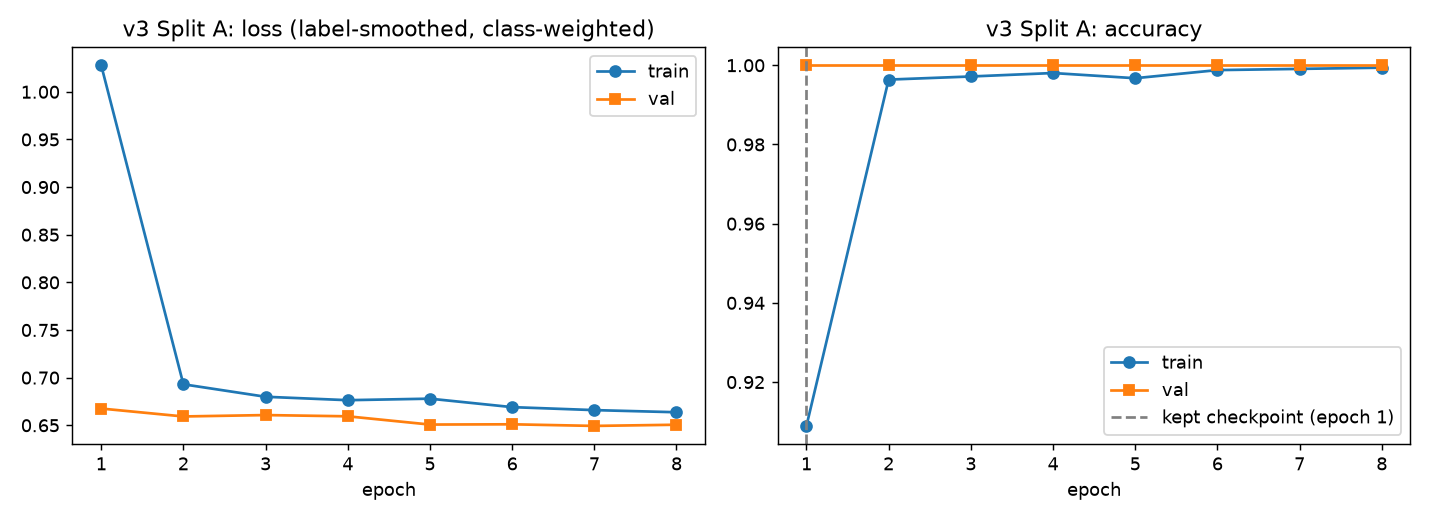 v3 Split A: loss (label-smoothed, class-weighted)
train
val
1.00
0.95
0.90
0.85
0.80
0.75
0.70
0.65
1 2 3 4 5 6 7 8
epoch
v3 Split A: accuracy
1.00
0.98
0.96
0.94
0.92
train
val
kept checkpoint (epoch 1)
1 2 3 4 5 6 7 8
epoch